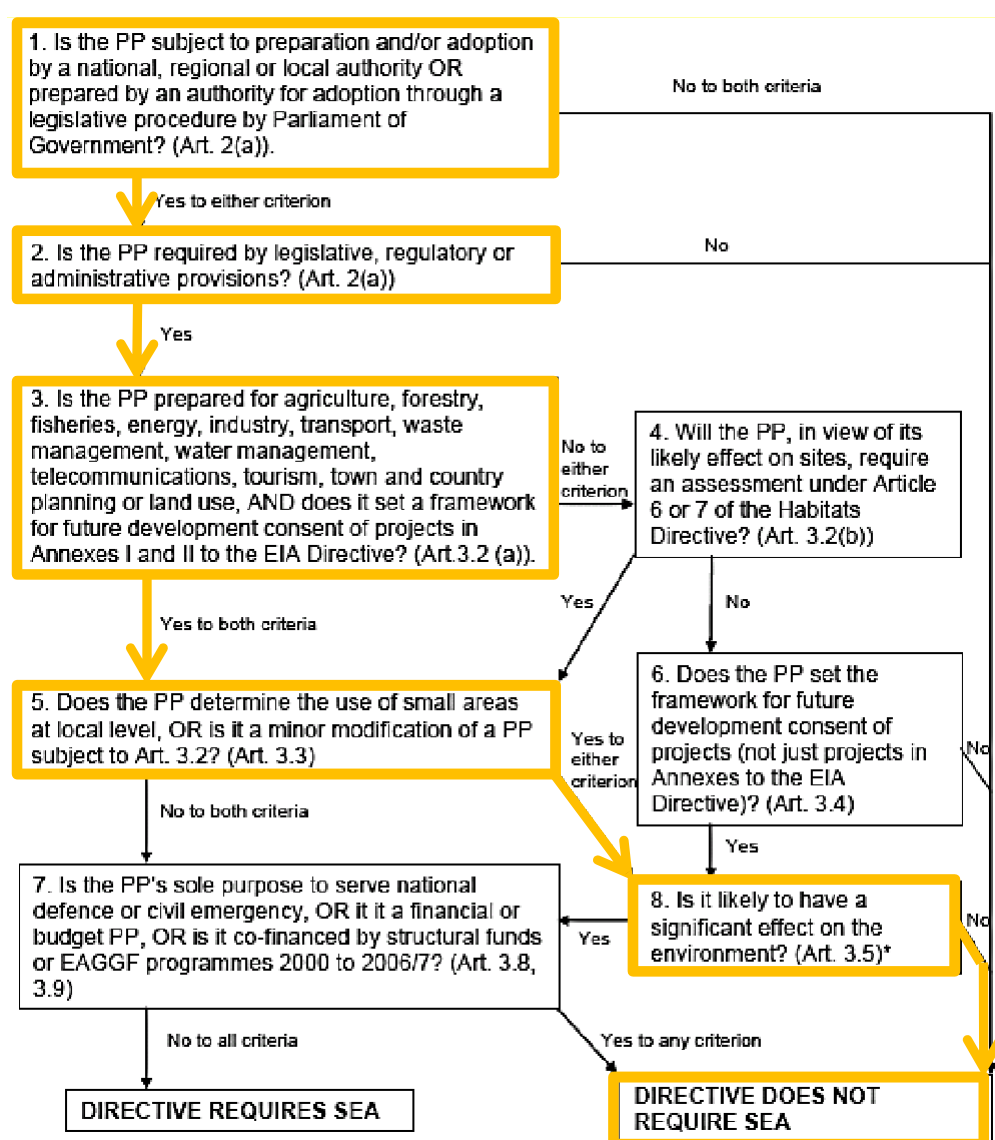 1. Is the PP subject to preparation and/or adoption
by a national, regional or local authority OR
prepared by an authority for adoption through a
legislative procedure by Parliament of
Government? (Art. 2(a)).
No to both criteria
Yes to either criterion
2. Is the PP required by legislative, regulatory or
administrative provisions? (Art. 2(a))
No
Yes
3. Is the PP prepared for agriculture, forestry,
fisheries, energy, industry, transport, waste
management, water management,
telecommunications, tourism, town and country
planning or land use, AND does it set a framework
for future development consent of projects in
Annexes I and II to the EIA Directive? (Art.3.2 (a)).
No to
either
criterion
4. Will the PP, in view of its
likely effect on sites, require
an assessment under Article
6 or 7 of the Habitats
Directive? (Art. 3.2(b))
Yes
No
Yes to both criteria
5. Does the PP determine the use of small areas
at local level, OR is it a minor modification of a PP
subject to Art. 3.2? (Art. 3.3)
Yes to
either
criterion
6. Does the PP set the
framework for future
development consent of
projects (not just projects in
Annexes to the EIA
Directive)? (Art. 3.4)
No
No to both criteria
Yes
7. Is the PP's sole purpose to serve national
defence or civil emergency, OR it it a financial or
budget PP, OR is it co-financed by structural funds
or EAGGF programmes 2000 to 2006/7? (Art. 3.8,
3.9)
Yes
8. Is it likely to have a
significant effect on the
environment? (Art. 3.5)*
No
No to all criteria
Yes to any criterion
DIRECTIVE REQUIRES SEA
DIRECTIVE DOES NOT
REQUIRE SEA